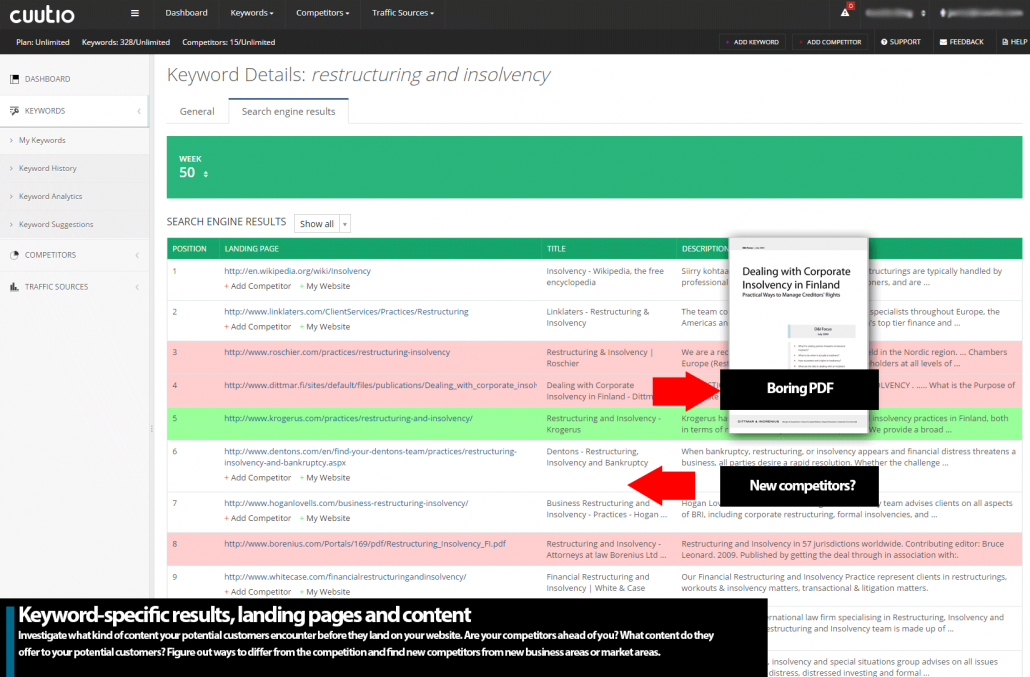 cuutio
Dashboard Keywords Competitors Traffic Sources
0
Plan: Unlimited Keywords: 328/Unlimited Competitors: 15/Unlimited
+ ADD KEYWORD + ADD COMPETITOR SUPPORT FEEDBACK HELP
DASHBOARD
KEYWORDS
My Keywords
Keyword History
Keyword Analytics
Keyword Suggestions
COMPETITORS
TRAFFIC SOURCES
Keyword Details: restructuring and insolvency
General Search engine results
WEEK
50
SEARCH ENGINE RESULTS Show all
POSITION LANDING PAGE TITLE DESCRIPTION
1 http://en.wikipedia.org/wiki/Insolvency
+ Add Competitor + My Website
Insolvency - Wikipedia, the free
encyclopedia
Siirry kohtaa
professional
tructurings are typically handled by
oners, and are ...
2 http://www.linklaters.com/ClientServices/Practices/Restructuring
+ Add Competitor + My Website
Linklaters - Restructuring &
Insolvency
The team co
Americas an
specialists throughout Europe, the
's top tier finance and ...
3 http://www.roschier.com/practices/restructuring-insolvency
Restructuring & Insolvency |
Roschier
We are a rec
Europe (Rest
eld in the Nordic region. ... Chambers
eholders at all levels of ...
4 http://www.dittmar.fi/sites/default/files/publications/Dealing_with_corporate_insol
Dealing with Corporate
Insolvency in Finland - Dittm
OLVENCY . ..... What is the Purpose of
5 http://www.krogerus.com/practices/restructuring-and-insolvency/
Restructuring and Insolvency -
Krogerus
Krogerus ha
in terms of
insolvency practices in Finland, both
We provide a broad ...
6 http://www.dentons.com/en/find-your-dentons-team/practices/restructuring-
insolvency-and-bankruptcy.aspx
+ Add Competitor + My Website
Dentons - Restructuring,
Insolvency and Bankruptcy
When bankruptcy, restructuring, or insolvency appears and financial distress threatens a
business, all parties desire a rapid resolution. Whether the challenge ...
7 http://www.hoganlovells.com/business-restructuring-insolvency/
+ Add Competitor + My Website
Business Restructuring and
Insolvency - Practices - Hogan ...
Hogan Lov
y team advises clients on all aspects
of BRI, including corporate restructuring, formal insolvencies, and ...
8 http://www.borenius.com/Portals/169/pdf/Restructuring_Insolvency_FI.pdf
Restructuring and Insolvency -
Attorneys at law Borenius Ltd ...
Restructuring and Insolvency in 57 jurisdictions worldwide. Contributing editor: Bruce
Leonard. 2009. Published by getting the deal through in association with:.
9 http://www.whitecase.com/financialrestructuringandinsolvency/
+ Add Competitor + My Website
Financial Restructuring and
Insolvency | White & Case
Our Financial Restructuring and Insolvency Practice represent clients in restructurings,
workouts & insolvency matters, transactional & litigation matters.
ernational law firm specialising in Restructuring, Insolvency and
estructuring and Insolvency team is made up of ...
, insolvency and special situations group advises on all issues
distress, distressed investing and formal ...
Dealing with Corporate
Insolvency in Finland
Practical Ways to Manage Creditors' Rights
D&I Focus
DITTMAR & INDRENIUS
Boring PDF
New competitors?
Keyword-specific results, landing pages and content
Investigate what kind of content your potential customers encounter before they land on your website. Are your competitors ahead of you? What content do they
offer to your potential customers? Figure out ways to differ from the competition and find new competitors from new business areas or market areas.